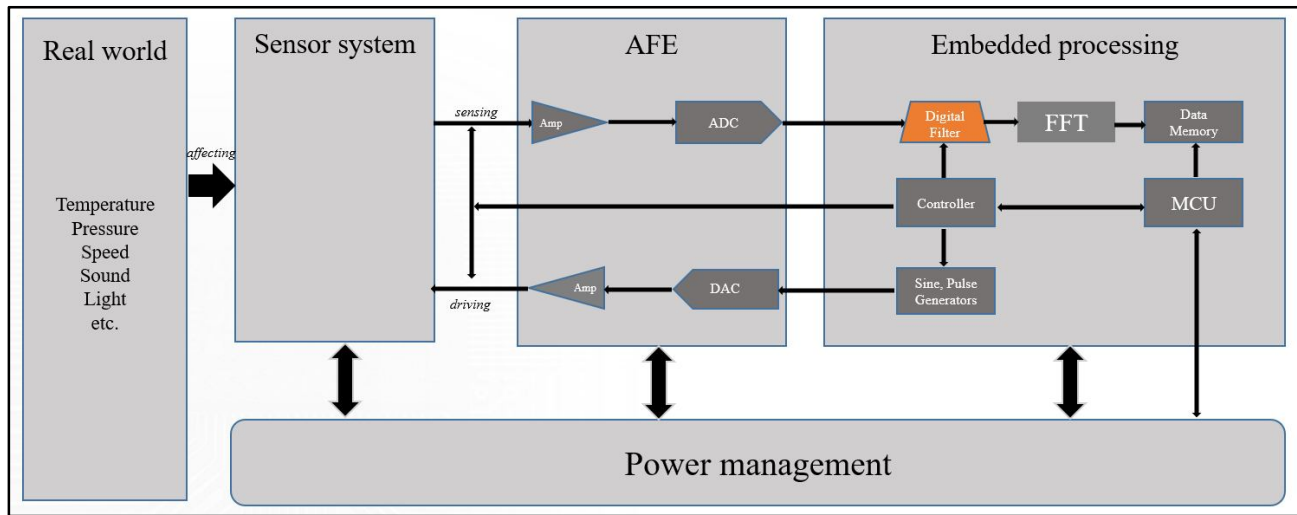 Real world
Temperature
Pressure
Speed
Sound
Light
etc.
affecting
Sensor system
sensing
driving
AFE
Amp
ADC
Amp
DAC
Embedded processing
Digital
Filter
FFT
Data
Memory
Controller
MCU
Sine, Pulse
Generators
Power management